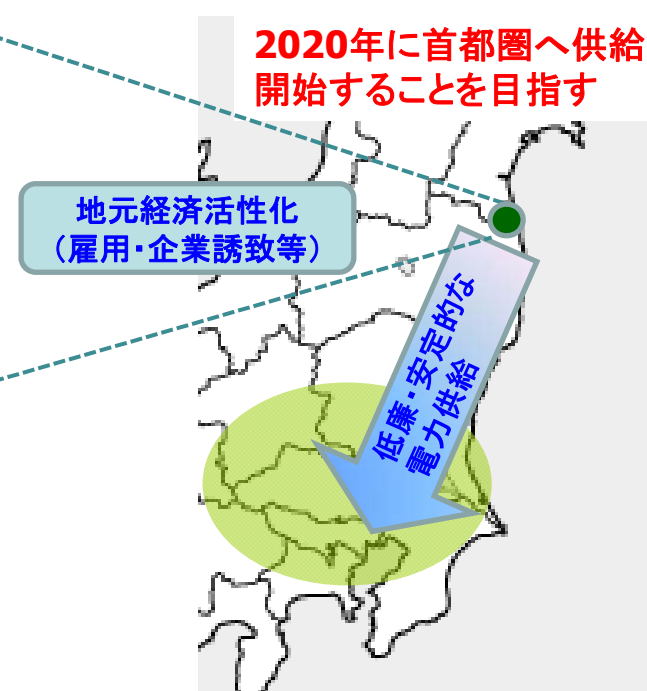 2020年に首都圏へ供給
開始することを目指す
地元経済活性化
（雇用・企業誘致等）
低廉・安定的な
電力供給